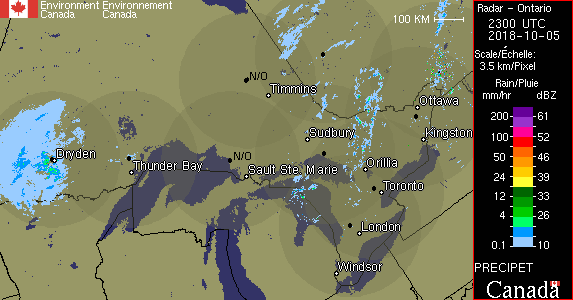 Environment Environnement
Canada Canada
100 KM
N/O
Timmins
Ottawa
Sudbury
Kingston
Dryden
Thunder Bay
N/O
Sault Ste. Marie
Orillia
Toronto
London
Windsor
Radar - Ontario
2300 UTC
2018-10-05
Scale/Échelle:
3.5 km/Pixel
Rain/Pluie
mm/hr dBZ
200 61
100 52
50 46
24 39
12 33
4 26
1 20
0.1 10
PRECIPET
Canada